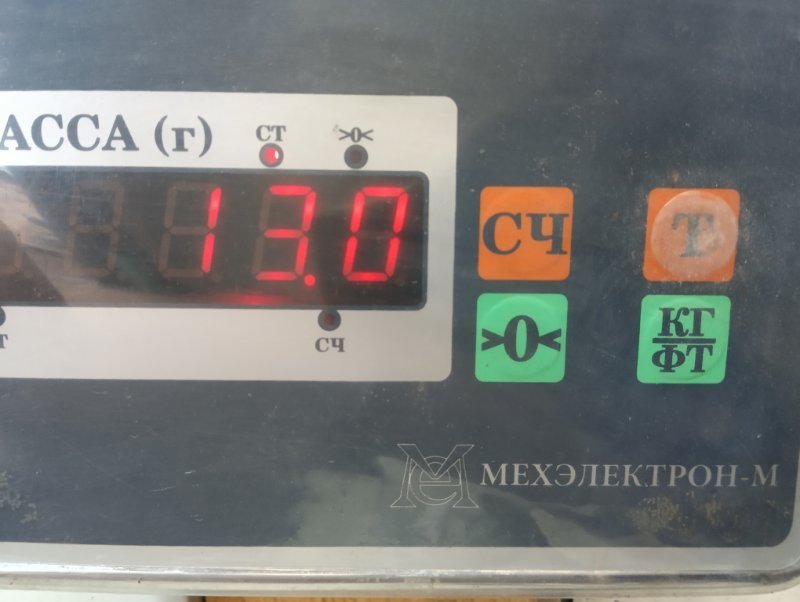 АССА (г)
СТ >0<
13.0
Т СЧ
СЧ Т
>0< КГ
ФТ
МЕХЭЛЕКТРОН-М